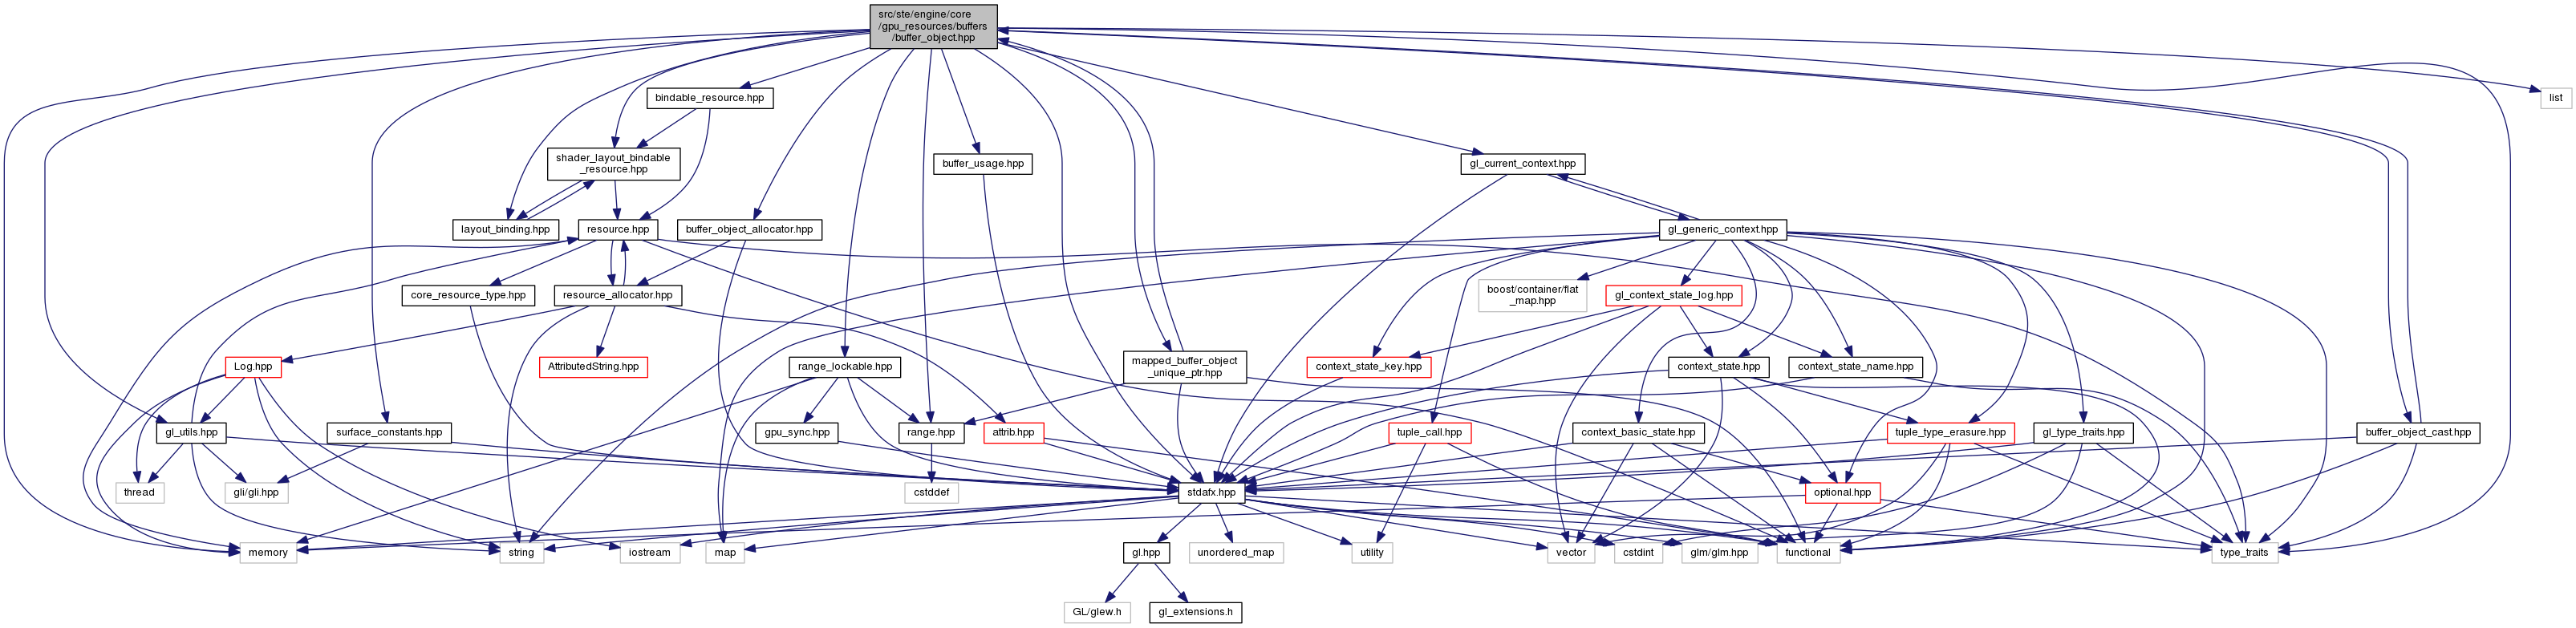 src/ste/engine/core
/gpu_resources/buffers
/buffer_object.hpp
bindable_resource.hpp
list
shader_layout_bindable
_resource.hpp
buffer_usage.hpp
gl_current_context.hpp
layout_binding.hpp
resource.hpp
buffer_object_allocator.hpp
gl_generic_context.hpp
core_resource_type.hpp
resource_allocator.hpp
boost/container/flat
_map.hpp
gl_context_state_log.hpp
Log.hpp
AttributedString.hpp
range_lockable.hpp
mapped_buffer_object
_unique_ptr.hpp
context_state_key.hpp
context_state.hpp
context_state_name.hpp
gl_utils.hpp
surface_constants.hpp
gpu_sync.hpp
range.hpp
attrib.hpp
tuple_call.hpp
context_basic_state.hpp
tuple_type_erasure.hpp
gl_type_traits.hpp
buffer_object_cast.hpp
thread
gli/gli.hpp
cstddef
stdafx.hpp
optional.hpp
memory
string
iostream
map
gl.hpp
unordered_map
utility
vector
cstdint
glm/glm.hpp
functional
type_traits
GL/glew.h
gl_extensions.h